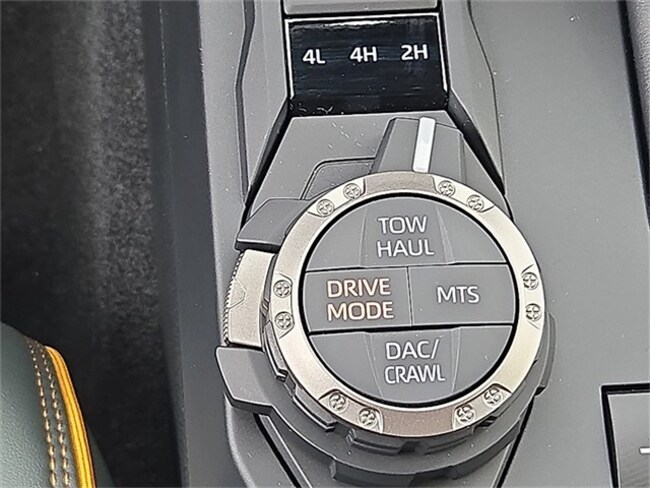 4L 4H 2H
TOW
HAUL
DRIVE
MODE
MTS
DAC/
CRAWL